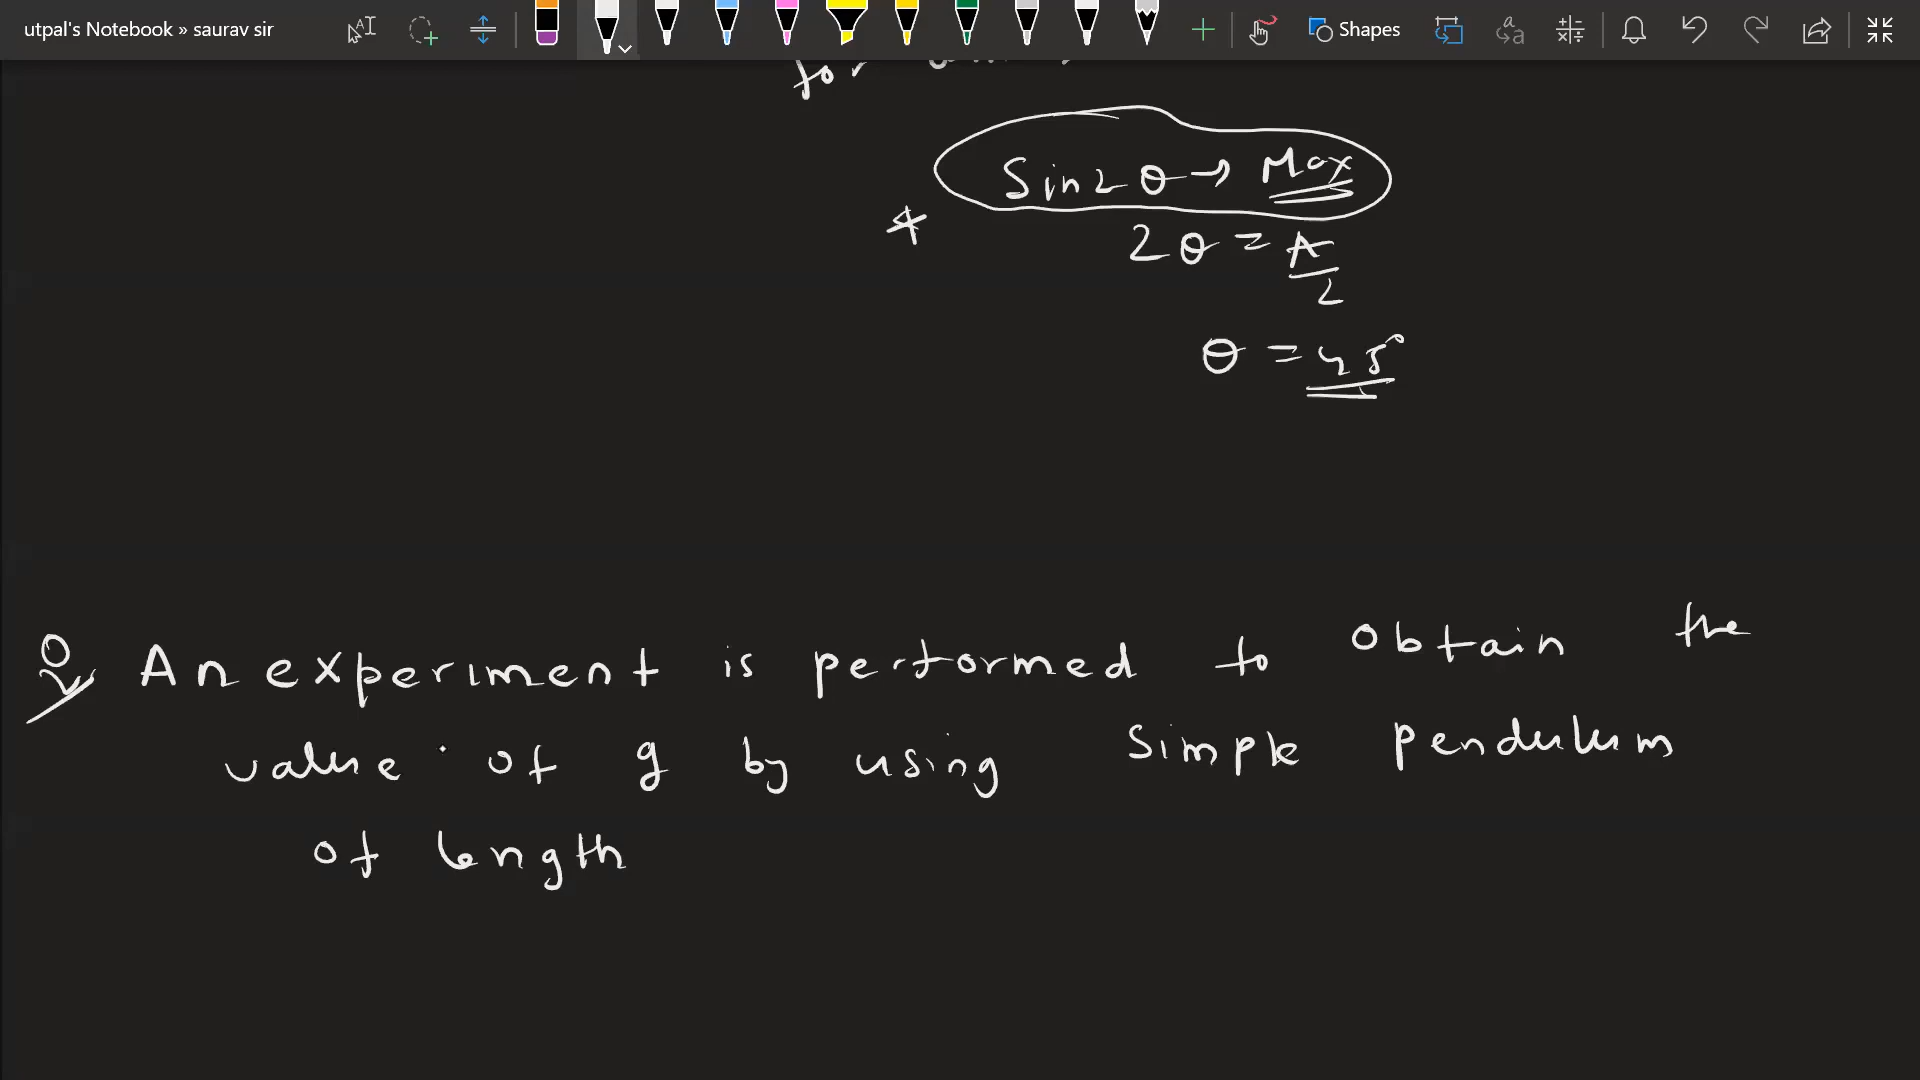 utpal's Notebook » saurav sir
Shapes
for
Sin2θ → Max
*
2θ = π/2
θ = 45°
Q An experiment is performed to obtain the
value of g by using simple pendulum
of length